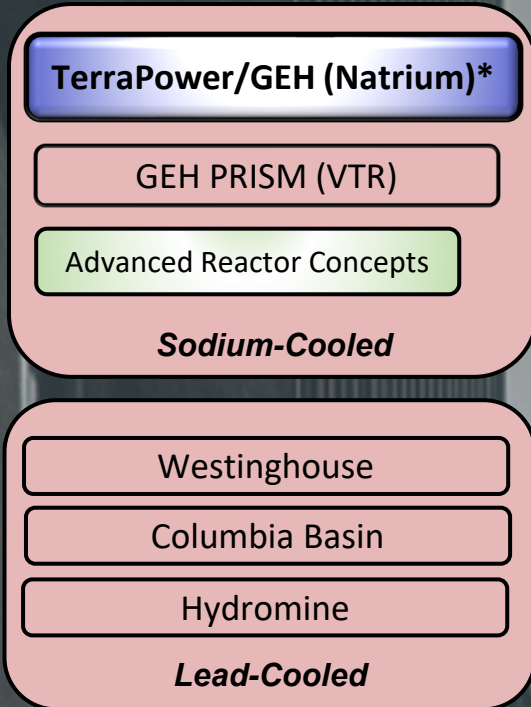 TerraPower/GEH (Natrium)*
GEH PRISM (VTR)
Advanced Reactor Concepts
Sodium-Cooled
Westinghouse
Columbia Basin
Hydromine
Lead-Cooled